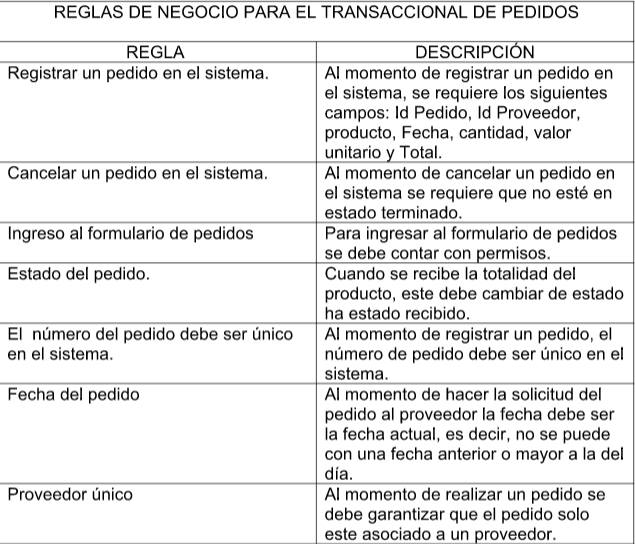 REGLAS DE NEGOCIO PARA EL TRANSACCIONAL DE PEDIDOS
REGLA
DESCRIPCIÓN
Registrar un pedido en el sistema.
Al momento de registrar un pedido en
el sistema, se requiere los siguientes
campos: Id Pedido, Id Proveedor,
producto, Fecha, cantidad, valor
unitario y Total.
Cancelar un pedido en el sistema.
Al momento de cancelar un pedido en
el sistema se requiere que no esté en
estado terminado.
Ingreso al formulario de pedidos
Para ingresar al formulario de pedidos
se debe contar con permisos.
Estado del pedido.
Cuando se recibe la totalidad del
producto, este debe cambiar de estado
ha estado recibido.
El número del pedido debe ser único
en el sistema.
Al momento de registrar un pedido, el
número de pedido debe ser único en el
sistema.
Fecha del pedido
Al momento de hacer la solicitud del
pedido al proveedor la fecha debe ser
la fecha actual, es decir, no se puede
con una fecha anterior o mayor a la del
día.
Proveedor único
Al momento de realizar un pedido se
debe garantizar que el pedido solo
este asociado a un proveedor.